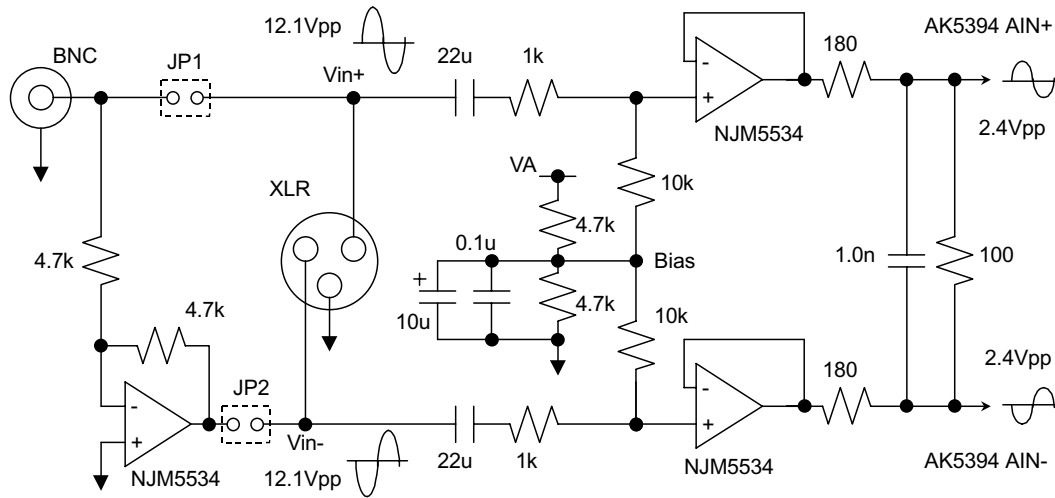 12.1Vpp
BNC
JP1
Vin+
22u
1k
-
+
NJM5534
180
AK5394 AIN+
2.4Vpp
XLR
VA
10k
4.7k
4.7k
0.1u
+
10u
Bias
4.7k
10k
1.0n
100
4.7k
JP2
-
+
NJM5534
Vin-
12.1Vpp
22u
1k
-
+
NJM5534
180
2.4Vpp
AK5394 AIN-